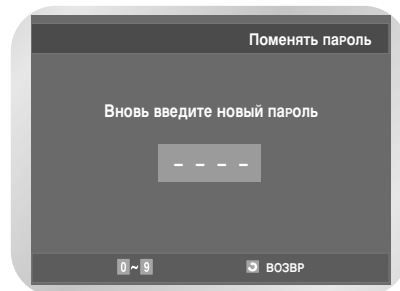 Поменять пароль
Вновь введите новый пароль
– – – –
0 ~ 9 ВОЗВР